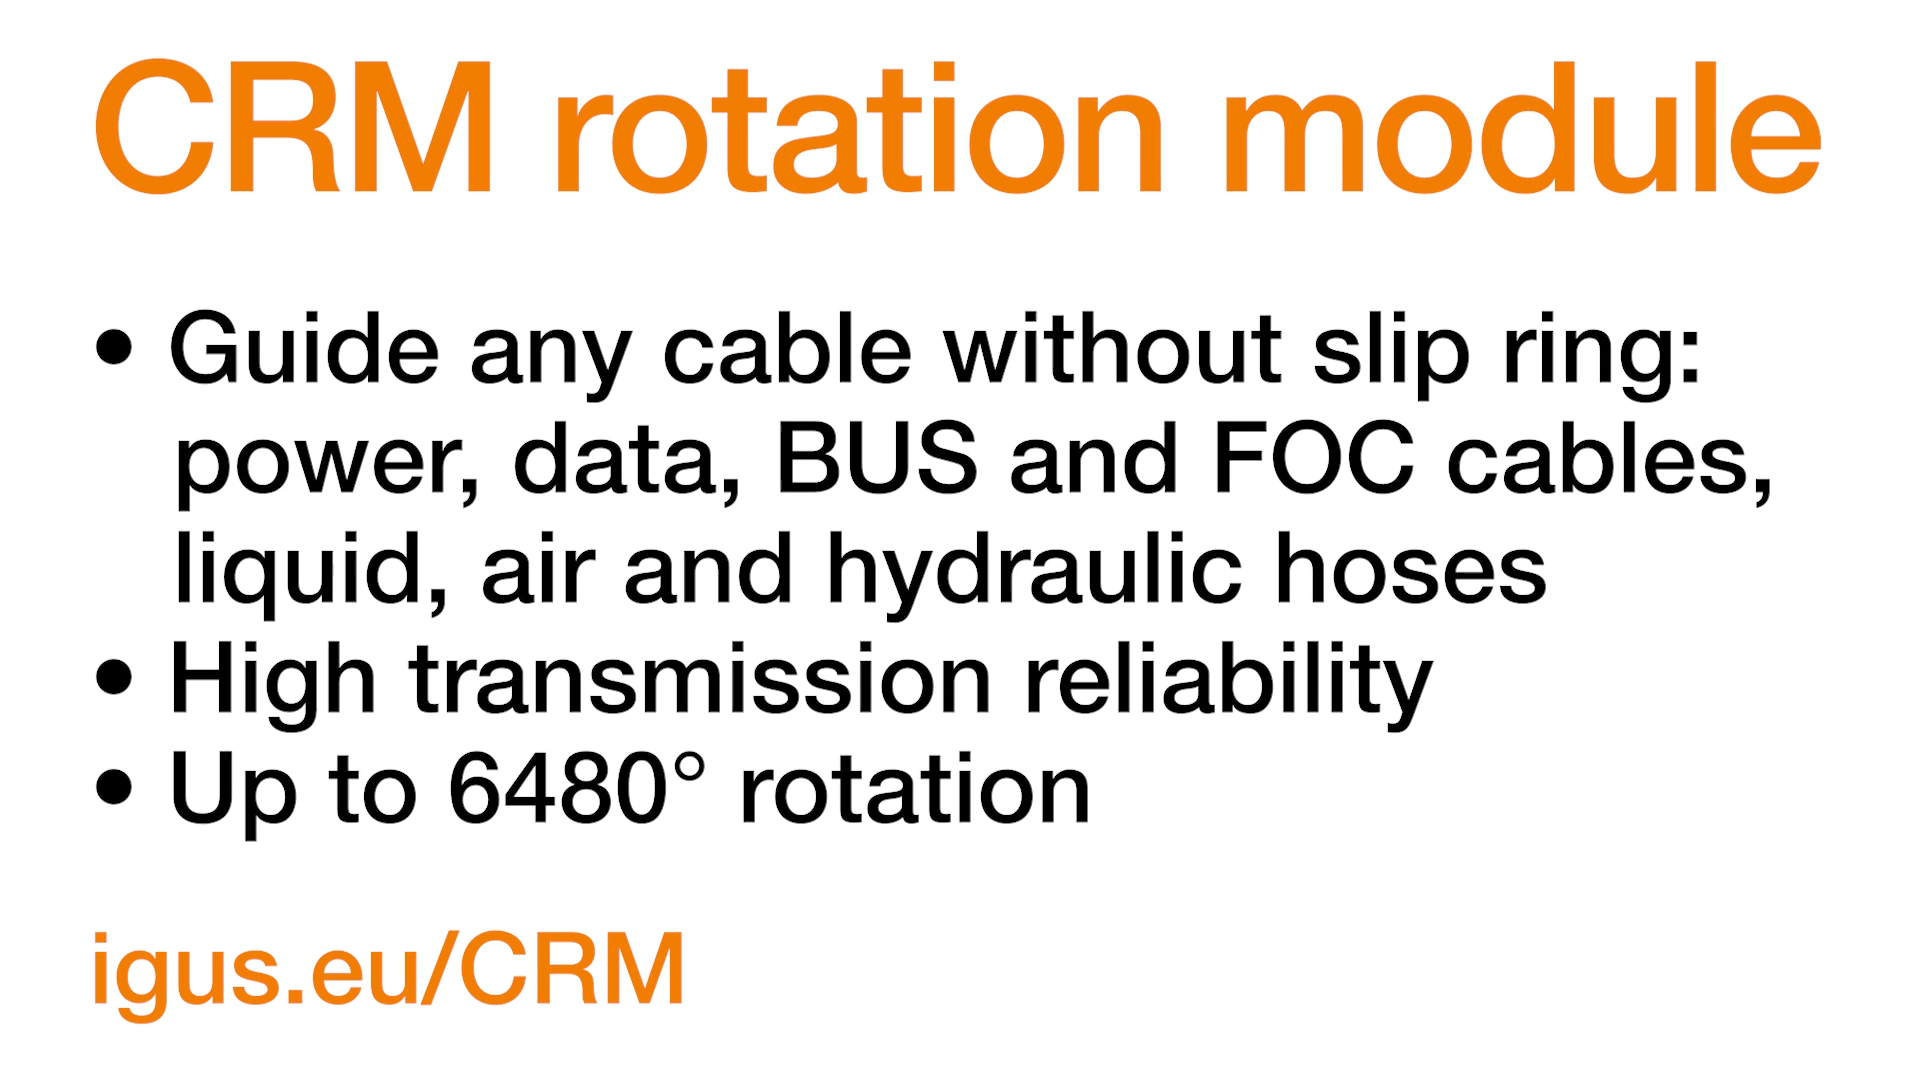 CRM rotation module
• Guide any cable without slip ring:
power, data, BUS and FOC cables,
liquid, air and hydraulic hoses
• High transmission reliability
• Up to 6480° rotation
igus.eu/CRM